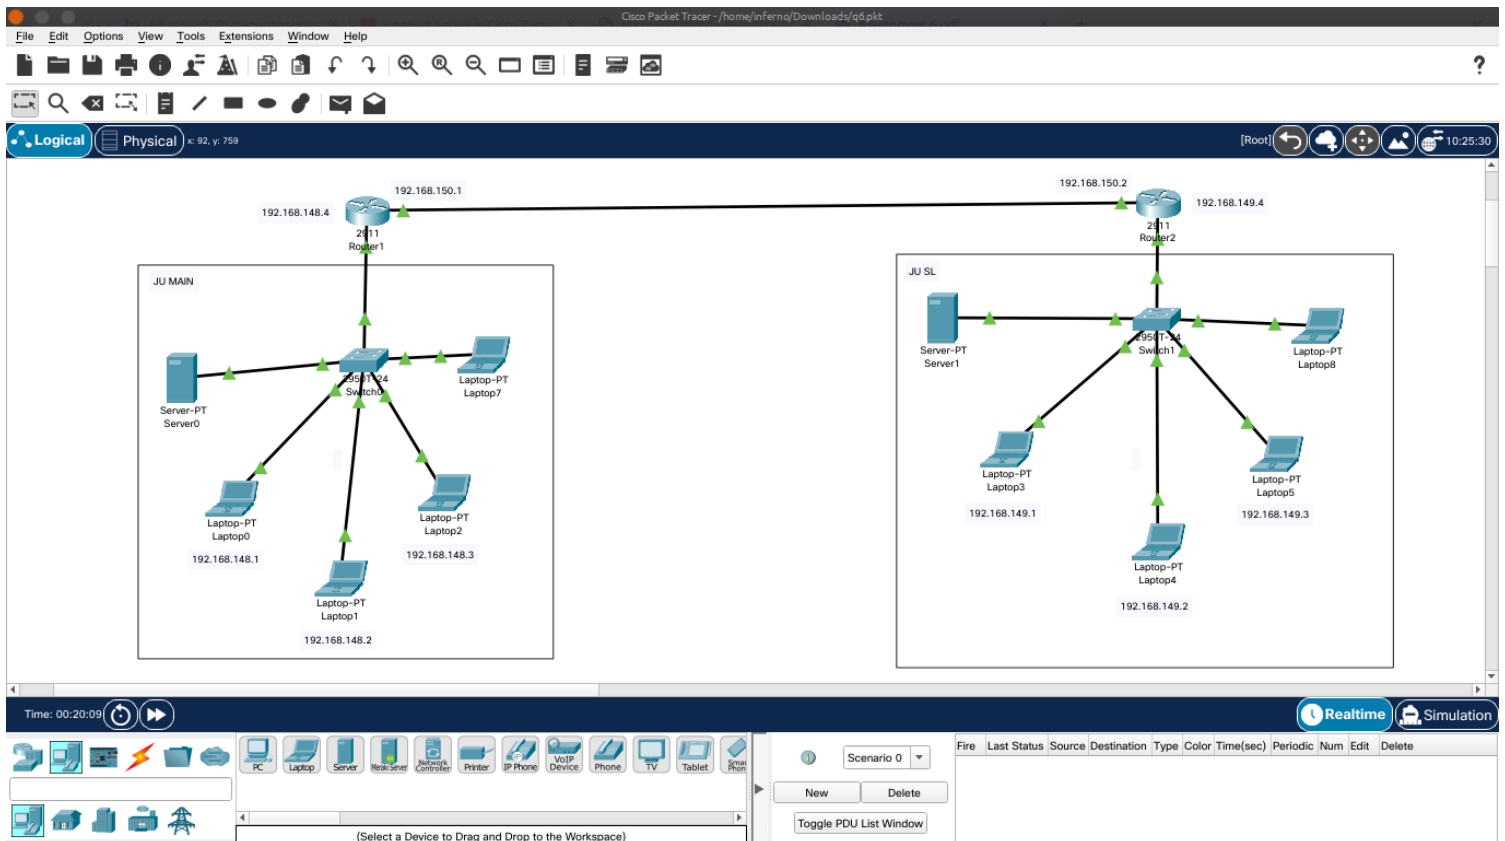 Cisco Packet Tracer - /home/inferno/Downloads/q6.pkt
File Edit Options View Tools Extensions Window Help
?
Logical Physical x: 92, y: 759 [Root] 10:25:30
192.168.150.1
192.168.148.4
2911
Router1
192.168.150.2
192.168.149.4
2911
Router2
JU MAIN
2950T-24
Switch0
Server-PT
Server0
Laptop-PT
Laptop7
Laptop-PT
Laptop0
192.168.148.1
Laptop-PT
Laptop2
192.168.148.3
Laptop-PT
Laptop1
192.168.148.2
JU SL
2950T-24
Switch1
Server-PT
Server1
Laptop-PT
Laptop8
Laptop-PT
Laptop3
192.168.149.1
Laptop-PT
Laptop5
192.168.149.3
Laptop-PT
Laptop4
192.168.149.2
Time: 00:20:09 Realtime Simulation
PC Laptop Server Meraki Server Network Controller Printer IP Phone VoIP Device Phone TV Tablet
(Select a Device to Drag and Drop to the Workspace)
Scenario 0
New Delete
Toggle PDU List Window
Fire Last Status Source Destination Type Color Time(sec) Periodic Num Edit Delete